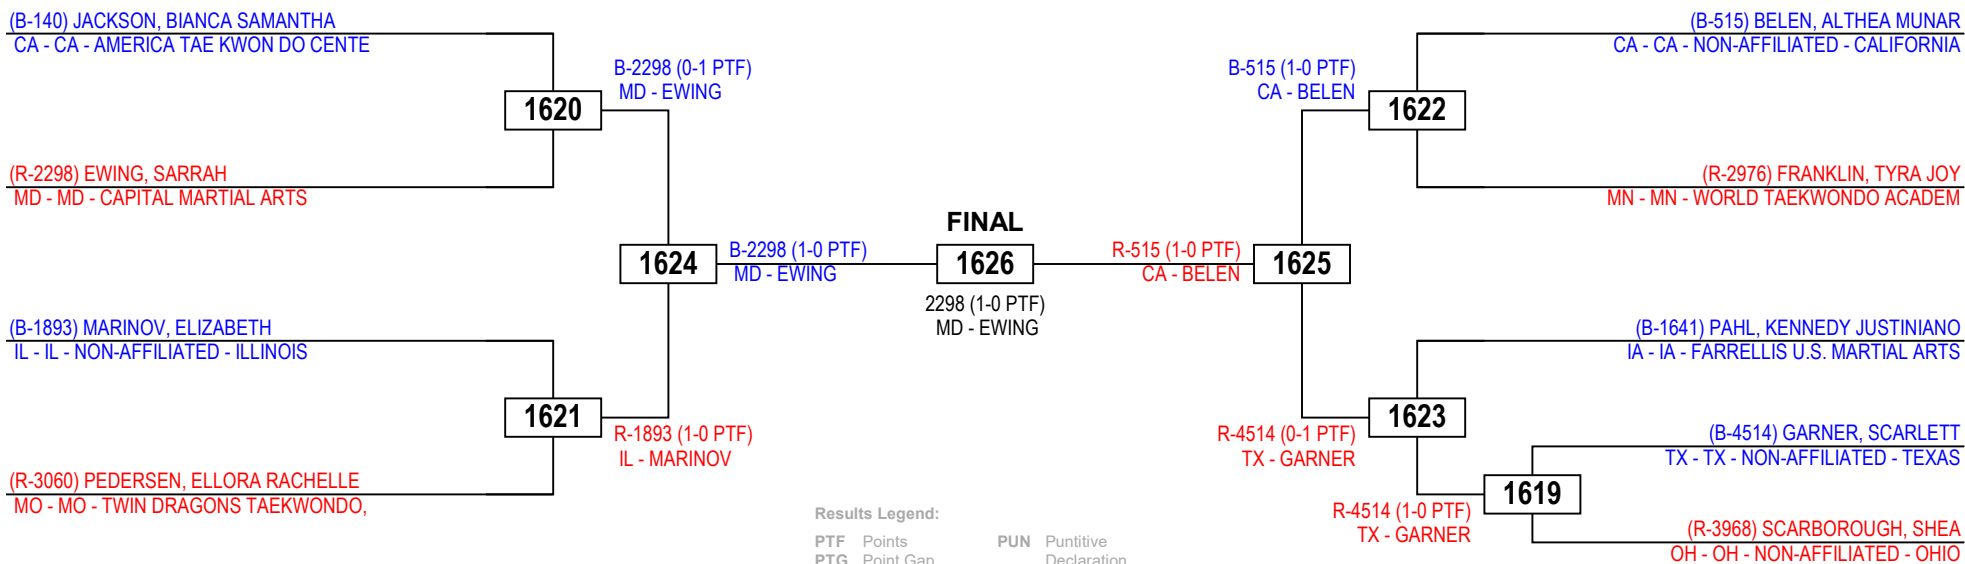 (B-140) JACKSON, BIANCA SAMANTHA
CA - CA - AMERICA TAE KWON DO CENTE
B-2298 (0-1 PTF)
MD - EWING
1620
(R-2298) EWING, SARRAH
MD - MD - CAPITAL MARTIAL ARTS
1624
B-2298 (1-0 PTF)
MD - EWING
(B-1893) MARINOV, ELIZABETH
IL - IL - NON-AFFILIATED - ILLINOIS
1621
R-1893 (1-0 PTF)
IL - MARINOV
(R-3060) PEDERSEN, ELLORA RACHELLE
MO - MO - TWIN DRAGONS TAEKWONDO,
FINAL
1626
2298 (1-0 PTF)
MD - EWING
(B-515) BELEN, ALTHEA MUNAR
CA - CA - NON-AFFILIATED - CALIFORNIA
B-515 (1-0 PTF)
CA - BELEN
1622
(R-2976) FRANKLIN, TYRA JOY
MN - MN - WORLD TAEKWONDO ACADEM
R-515 (1-0 PTF)
CA - BELEN
1625
(B-1641) PAHL, KENNEDY JUSTINIANO
IA - IA - FARRELLIS U.S. MARTIAL ARTS
1623
R-4514 (0-1 PTF)
TX - GARNER
(B-4514) GARNER, SCARLETT
TX - TX - NON-AFFILIATED - TEXAS
1619
R-4514 (1-0 PTF)
TX - GARNER
(R-3968) SCARBOROUGH, SHEA
OH - OH - NON-AFFILIATED - OHIO
Results Legend:
PTF Points
PTG Point Gap
PUN Puntitive
Declaration